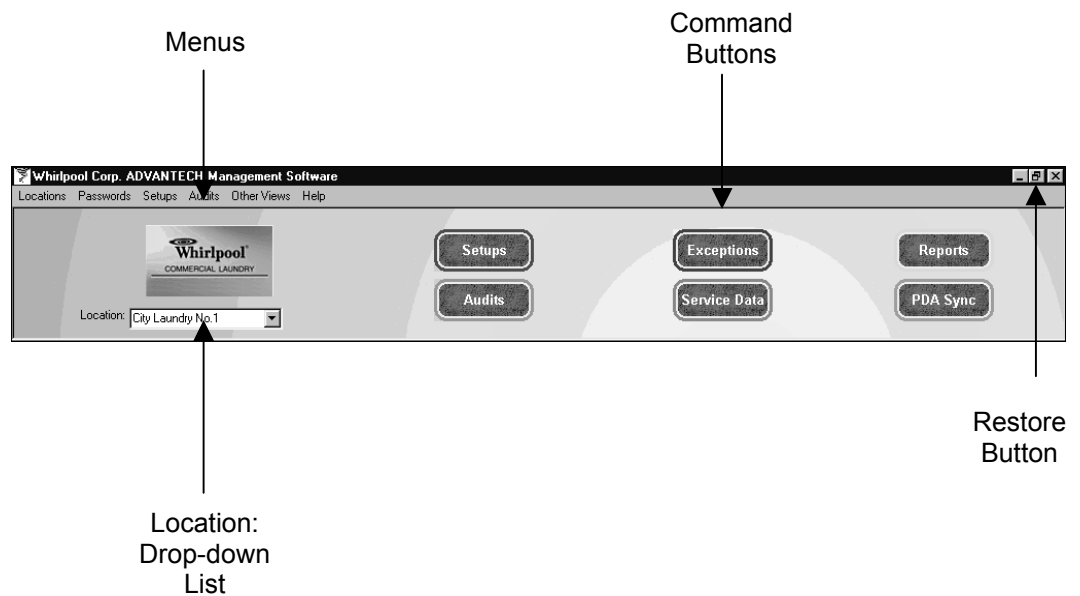 Menus
Command
Buttons
Whirlpool Corp. ADVANTECH Management Software
Locations Passwords Setups Audits Other Views Help
Whirlpool
COMMERCIAL LAUNDRY
Setups
Exceptions
Reports
Audits
Service Data
PDA Sync
Location: City Laundry No.1
Restore
Button
Location:
Drop-down
List